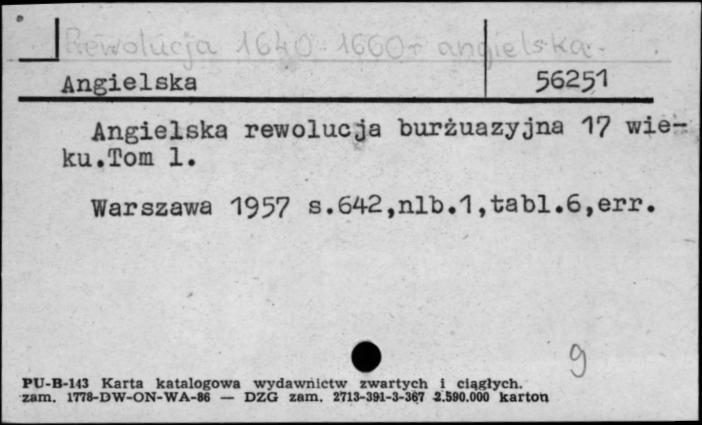 Rewolucja 1640-1660 r angielska.
Angielska 56251
Angielska rewolucja burżuazyjna 17 wie-
ku.Tom 1.
Warszawa 1957 s.642,nlb.1,tabl.6,err.
g
PU-B-143 Karta katalogowa wydawnictw zwartych i ciągłych.
zam. 1778-DW-ON-WA-86 — DZG zam. 2713-391-3-367 2.590.000 karton